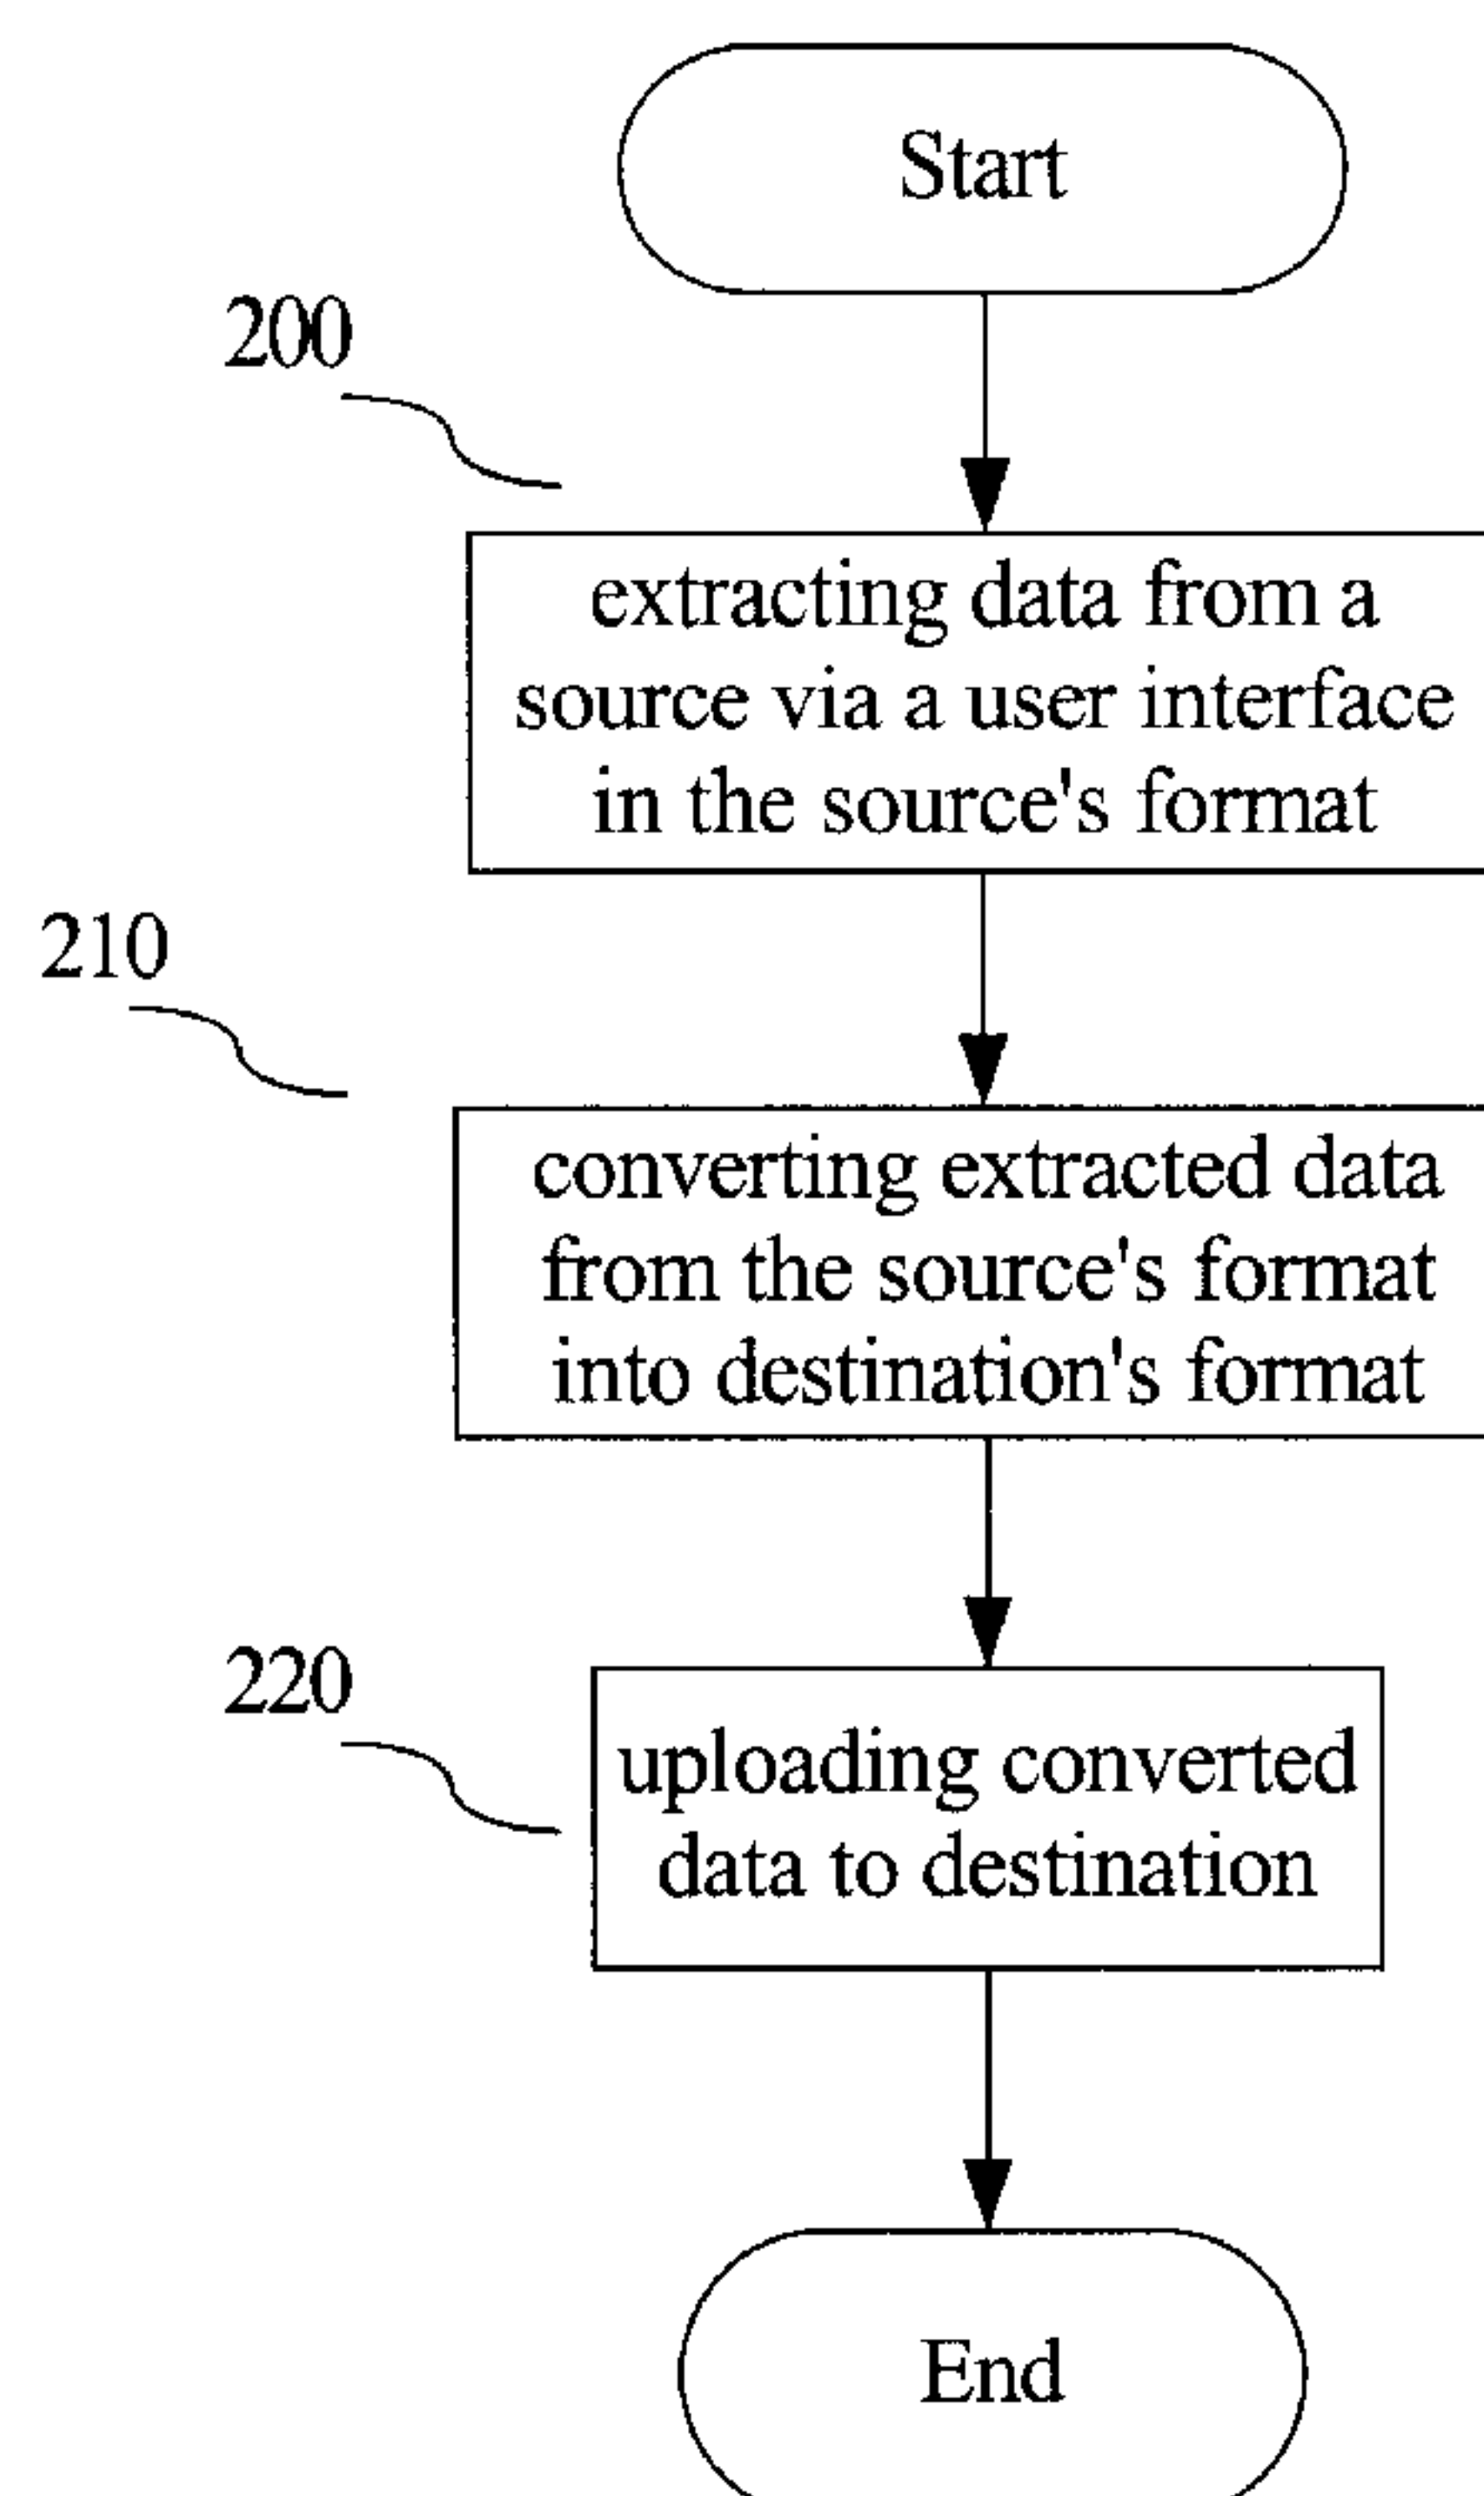 Start
200
extracting data from a
source via a user interface
in the source's format
210
converting extracted data
from the source's format
into destination's format
220
uploading converted
data to destination
End